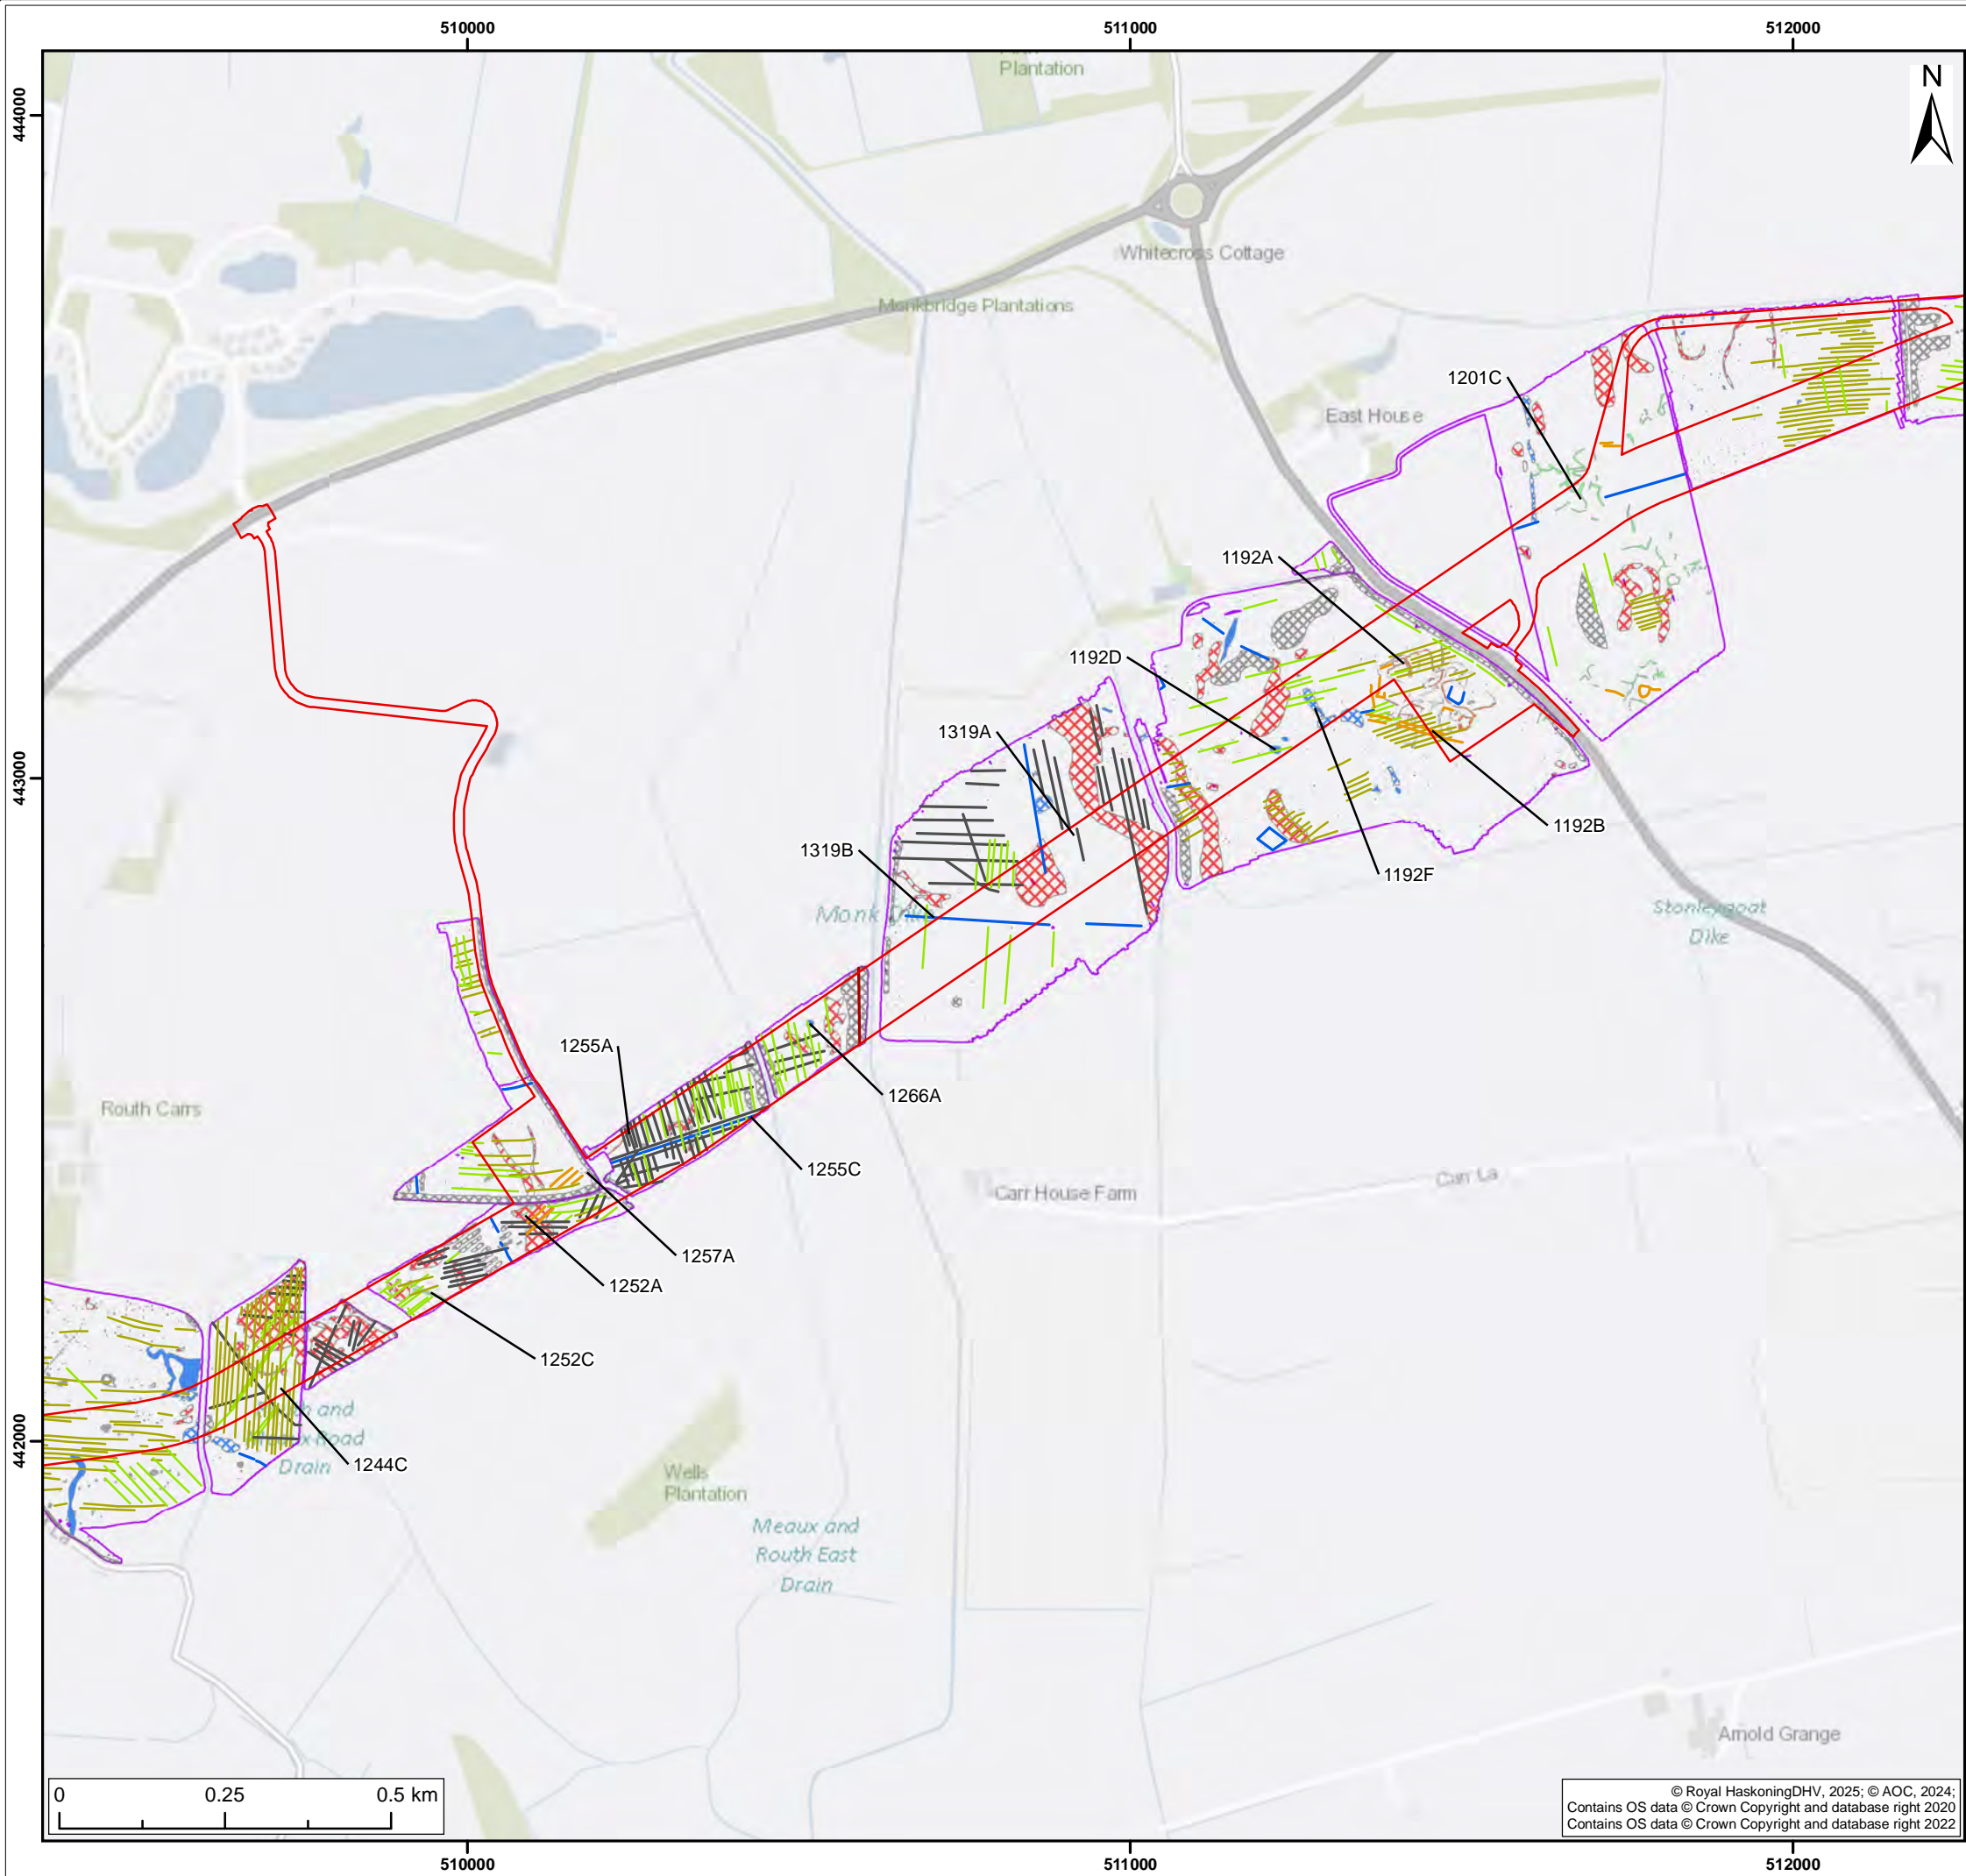 510000
511000
512000
Plantation
N
444000
Whitecross Cottage
Monkbridge Plantations
1201C
East House
1192A
1192D
1319A
443000
1319B
1192B
1192F
Monk
Stonleygoat
Dike
1255A
1266A
Routh Carrs
1255C
Carr House Farm
Carr La
1257A
1252A
1252C
and
Road
Drain
442000
1244C
Wells
Plantation
Meaux and
Routh East
Drain
Arnold Grange
0
0.25
0.5 km
© Royal HaskoningDHV, 2025; © AOC, 2024;
Contains OS data © Crown Copyright and database right 2020
Contains OS data © Crown Copyright and database right 2022
510000
511000
512000